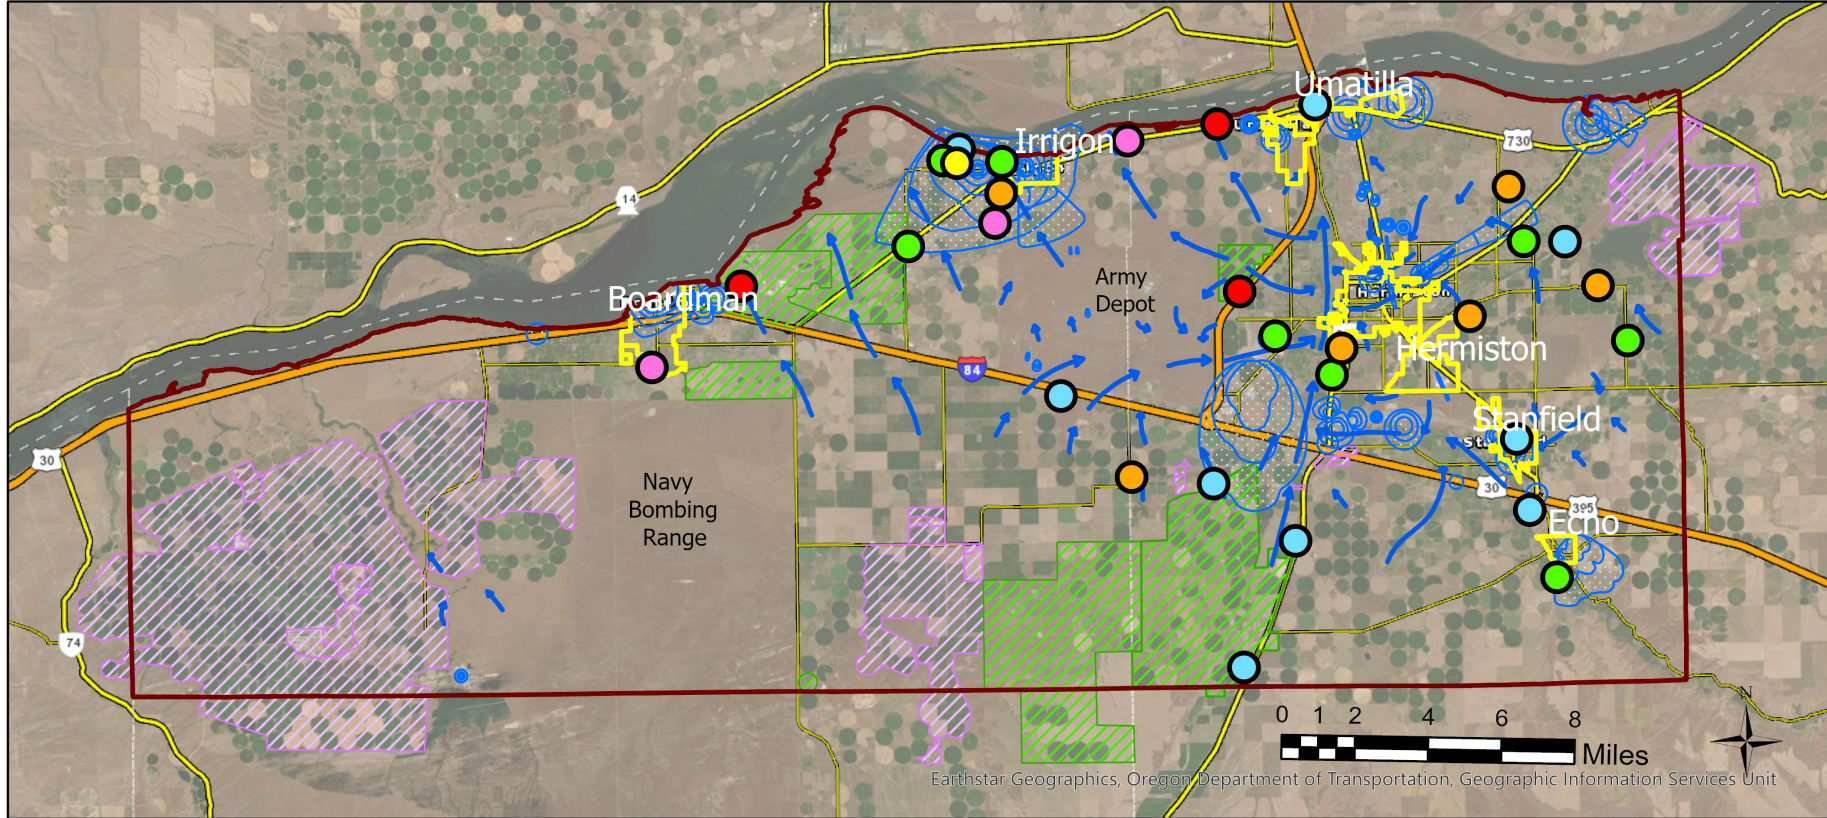 Umatilla
730
Irrigon
14
Army
Depot
Boardman
84
Hermiston
Stanfield
30
Navy
Bombing
Range
30
395
Echo
74
N
0 1 2 4 6 8
Miles
Earthstar Geographics, Oregon Department of Transportation, Geographic Information Services Unit